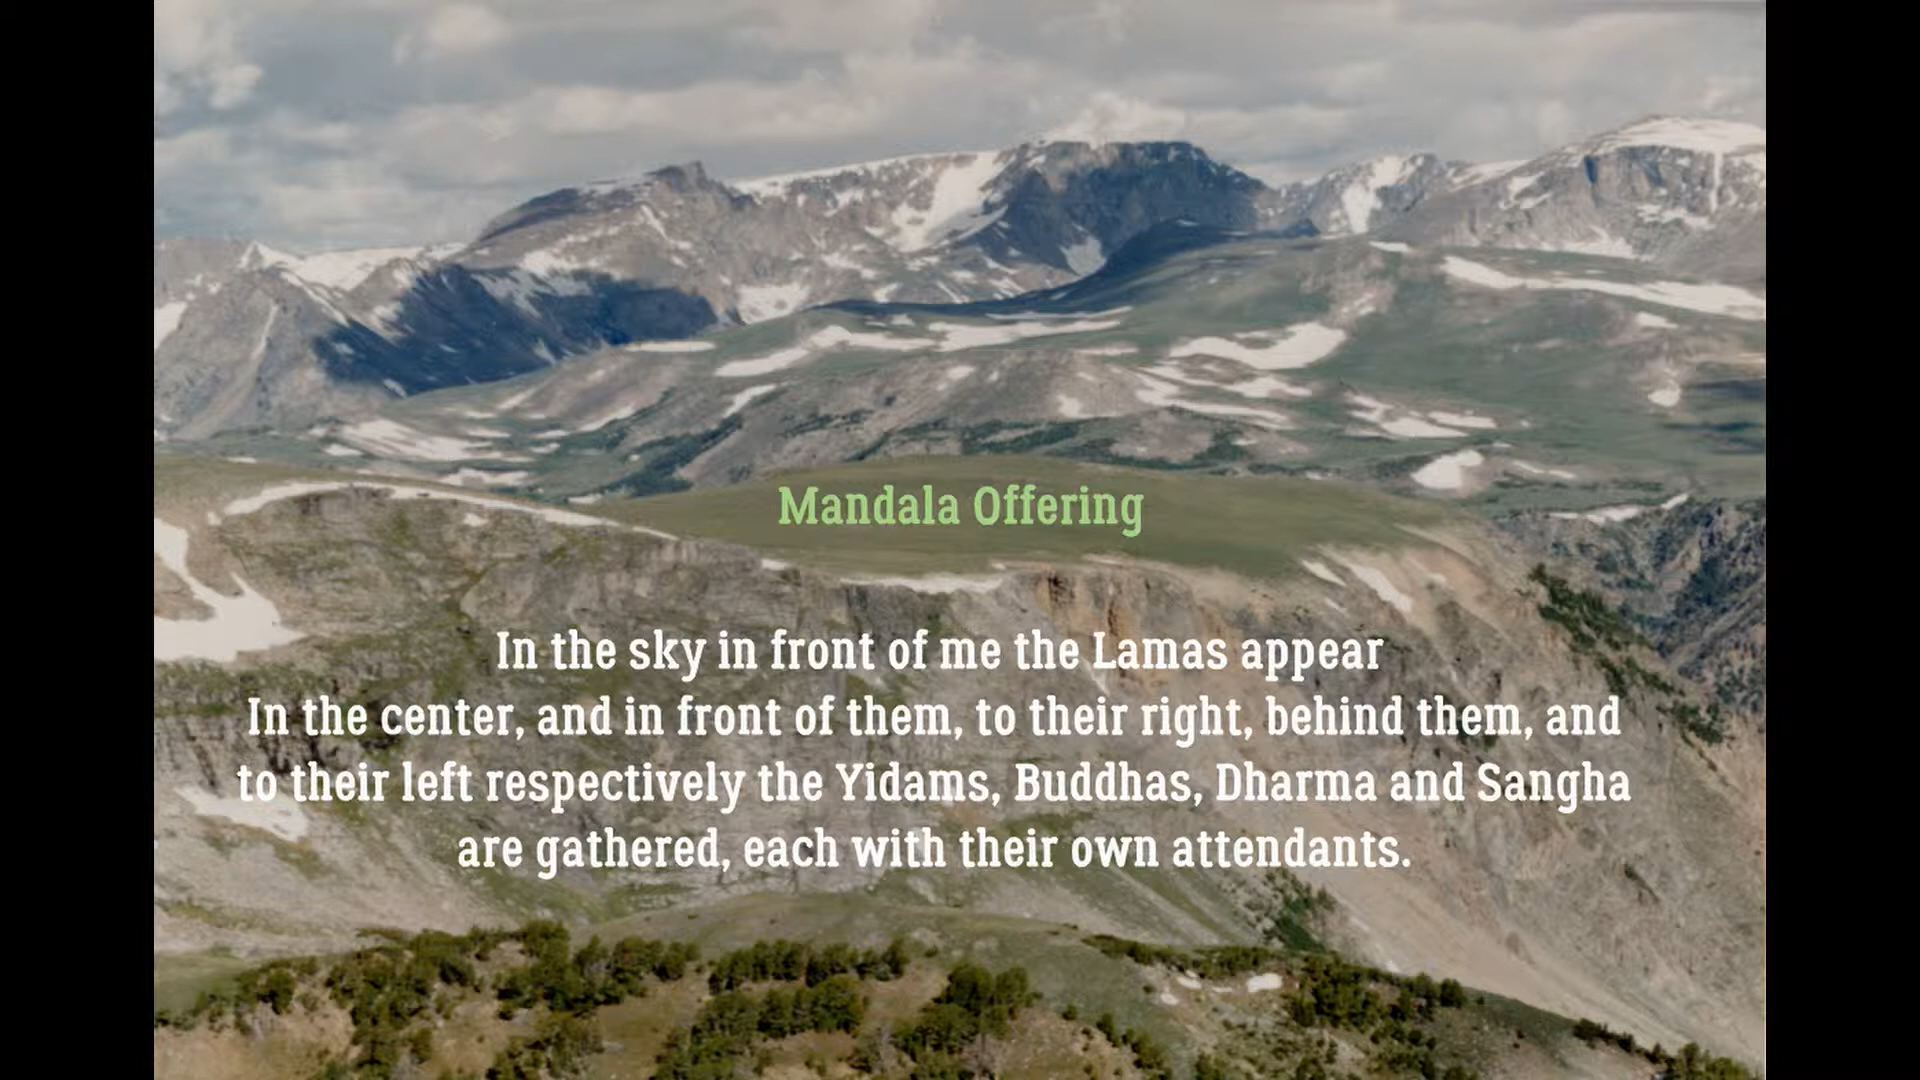 Mandala Offering
In the sky in front of me the Lamas appear
In the center, and in front of them, to their right, behind them, and
to their left respectively the Yidams, Buddhas, Dharma and Sangha
are gathered, each with their own attendants.